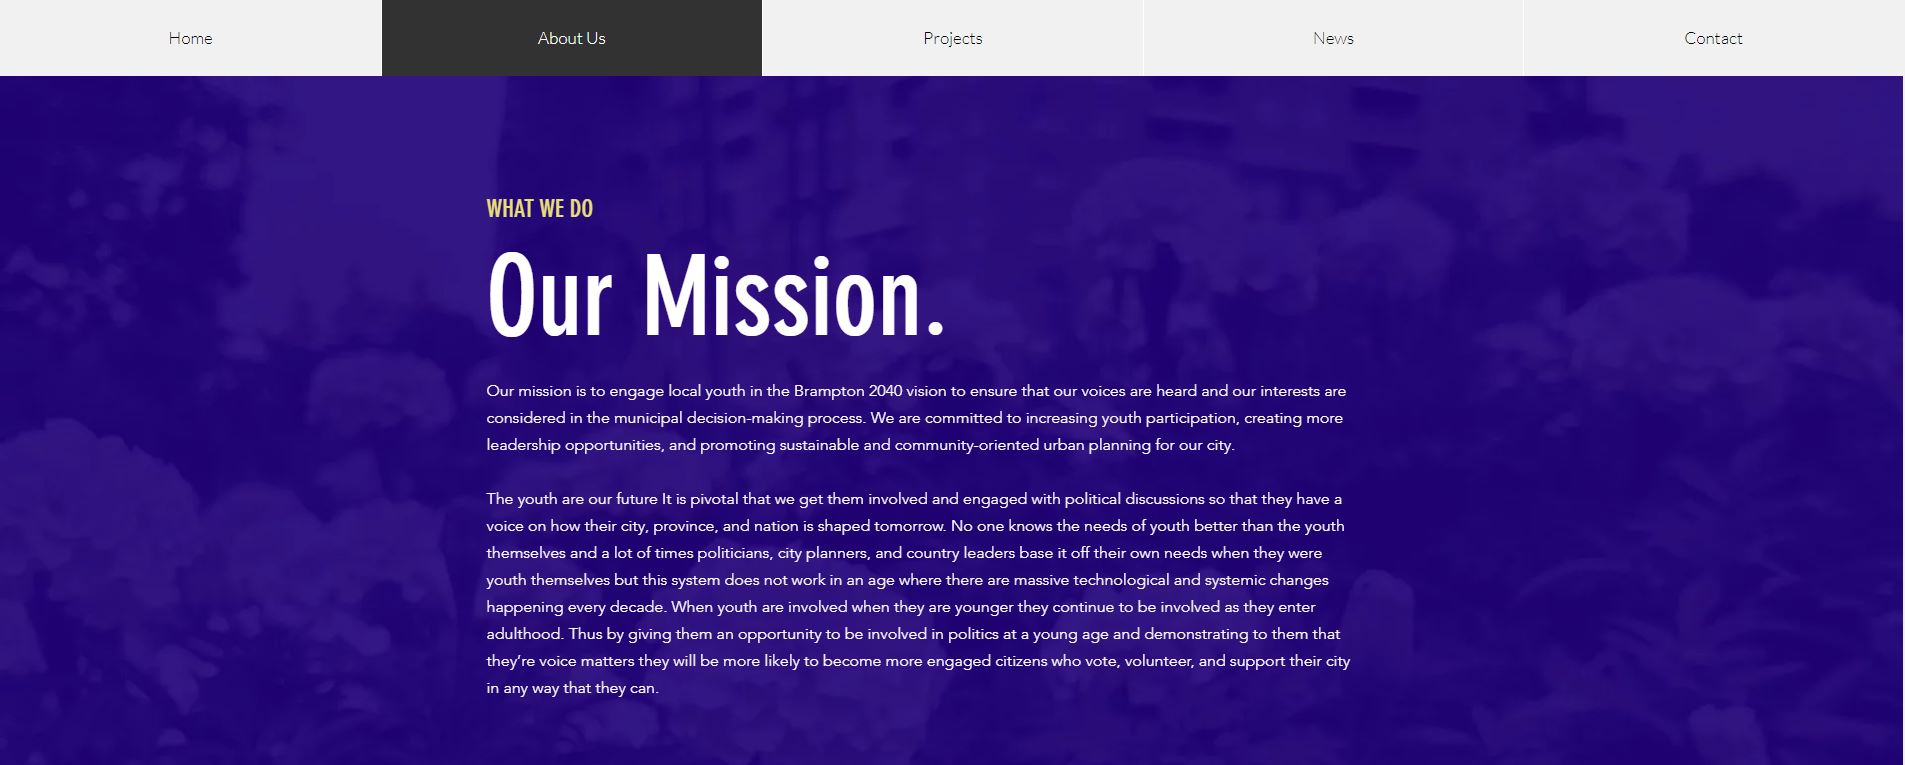 Home
About Us
Projects
News
Contact
WHAT WE DO
Our Mission.
Our mission is to engage local youth in the Brampton 2040 vision to ensure that our voices are heard and our interests are
considered in the municipal decision-making process. We are committed to increasing youth participation, creating more
leadership opportunities, and promoting sustainable and community-oriented urban planning for our city.
The youth are our future It is pivotal that we get them involved and engaged with political discussions so that they have a
voice on how their city, province, and nation is shaped tomorrow. No one knows the needs of youth better than the youth
themselves and a lot of times politicians, city planners, and country leaders base it off their own needs when they were
youth themselves but this system does not work in an age where there are massive technological and systemic changes
happening every decade. When youth are involved when they are younger they continue to be involved as they enter
adulthood. Thus by giving them an opportunity to be involved in politics at a young age and demonstrating to them that
they’re voice matters they will be more likely to become more engaged citizens who vote, volunteer, and support their city
in any way that they can.